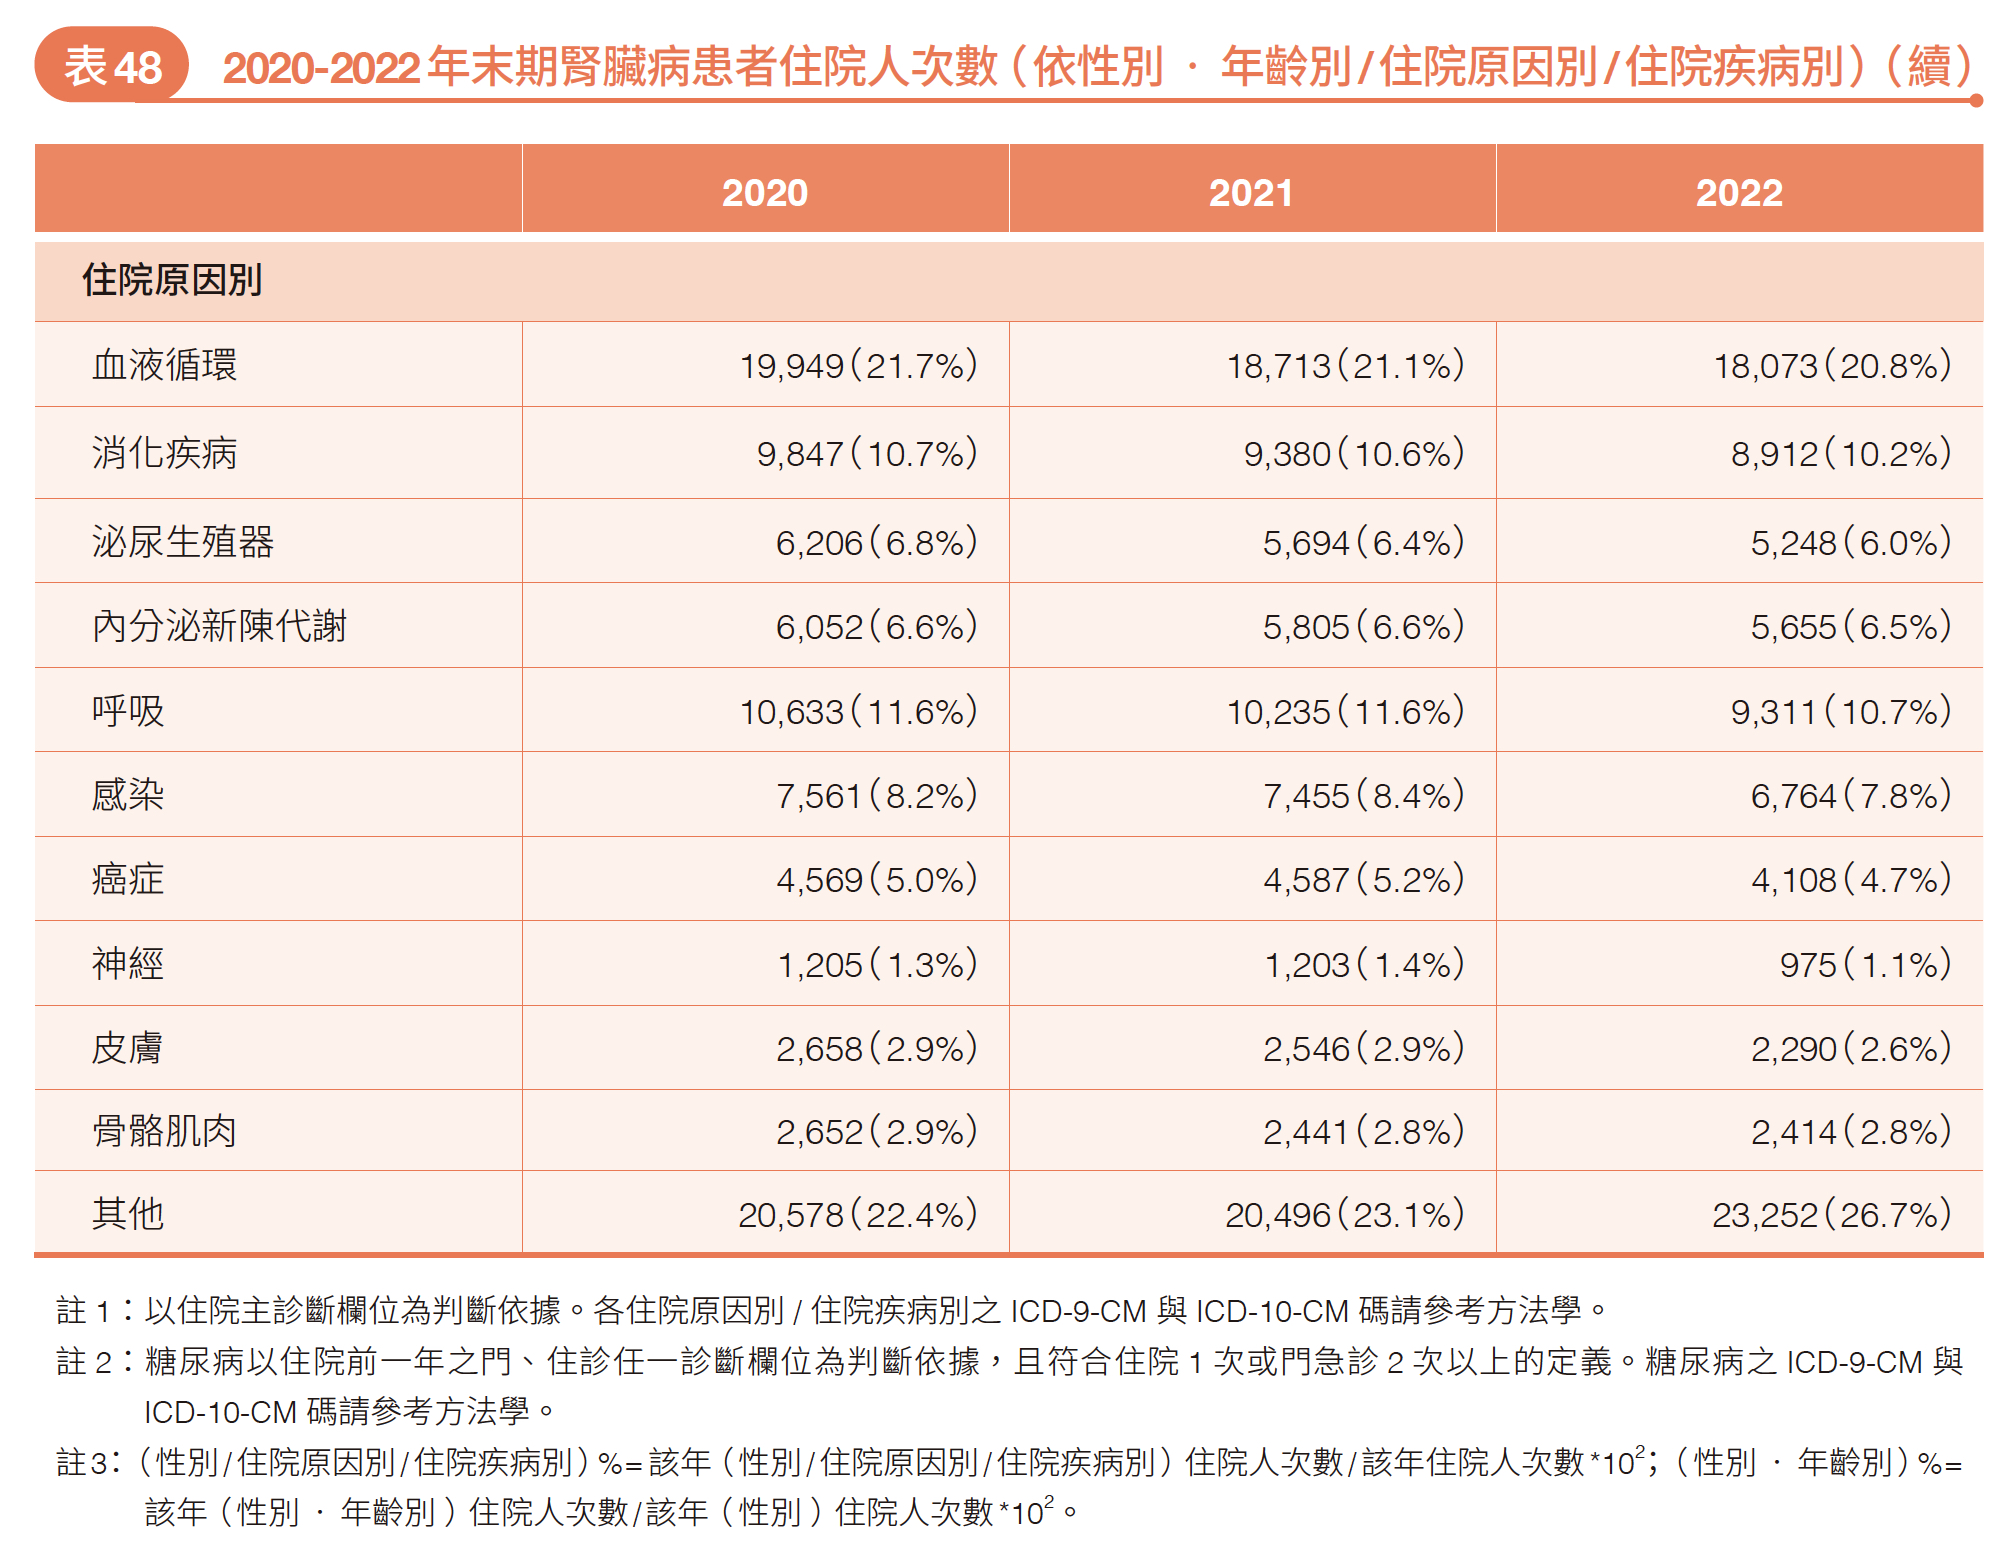 表48 2020-2022年末期腎臟病患者住院人次數（依性別．年齡別/住院原因別/住院疾病別）（續）
2020 2021 2022
住院原因別
血液循環 19,949（21.7%） 18,713（21.1%） 18,073（20.8%）
消化疾病 9,847（10.7%） 9,380（10.6%） 8,912（10.2%）
泌尿生殖器 6,206（6.8%） 5,694（6.4%） 5,248（6.0%）
內分泌新陳代謝 6,052（6.6%） 5,805（6.6%） 5,655（6.5%）
呼吸 10,633（11.6%） 10,235（11.6%） 9,311（10.7%）
感染 7,561（8.2%） 7,455（8.4%） 6,764（7.8%）
癌症 4,569（5.0%） 4,587（5.2%） 4,108（4.7%）
神經 1,205（1.3%） 1,203（1.4%） 975（1.1%）
皮膚 2,658（2.9%） 2,546（2.9%） 2,290（2.6%）
骨骼肌肉 2,652（2.9%） 2,441（2.8%） 2,414（2.8%）
其他 20,578（22.4%） 20,496（23.1%） 23,252（26.7%）
註 1：以住院主診斷欄位為判斷依據。各住院原因別 / 住院疾病別之 ICD-9-CM 與 ICD-10-CM 碼請參考方法學。
註 2：糖尿病以住院前一年之門、住診任一診斷欄位為判斷依據，且符合住院 1 次或門急診 2 次以上的定義。糖尿病之 ICD-9-CM 與
ICD-10-CM 碼請參考方法學。
註3：（性別/住院原因別/住院疾病別）%=該年（性別/住院原因別/住院疾病別）住院人次數/該年住院人次數*10²；（性別．年齡別）%=
該年（性別．年齡別）住院人次數/該年（性別）住院人次數*10²。